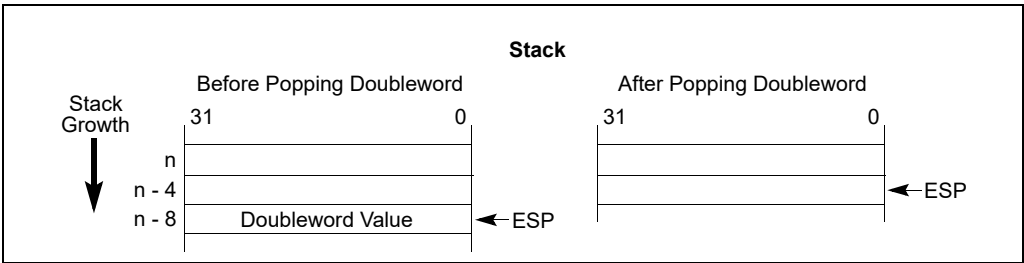 Stack
Before Popping Doubleword After Popping Doubleword
Stack
Growth
31 0 31 0
n
n - 4 ESP
n - 8 Doubleword Value ESP